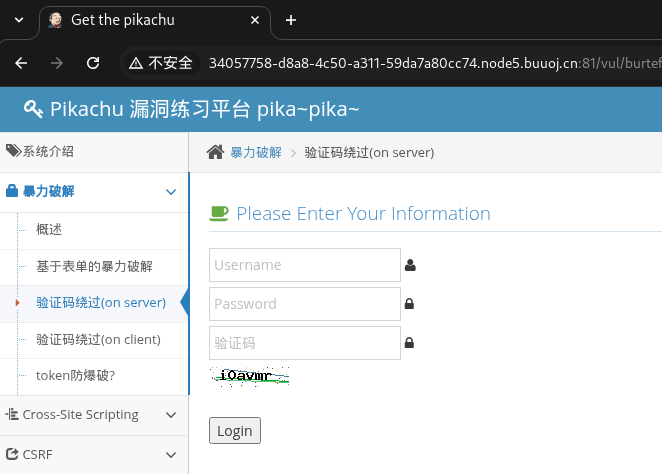 Get the pikachu
不安全 34057758-d8a8-4c50-a311-59da7a80cc74.node5.buuoj.cn:81/vul/burtef
Pikachu 漏洞练习平台 pika~pika~
系统介绍
暴力破解
概述
基于表单的暴力破解
验证码绕过(on server)
验证码绕过(on client)
token防爆破?
Cross-Site Scripting
CSRF
暴力破解 > 验证码绕过(on server)
Please Enter Your Information
Username
Password
验证码
i0avmr
Login